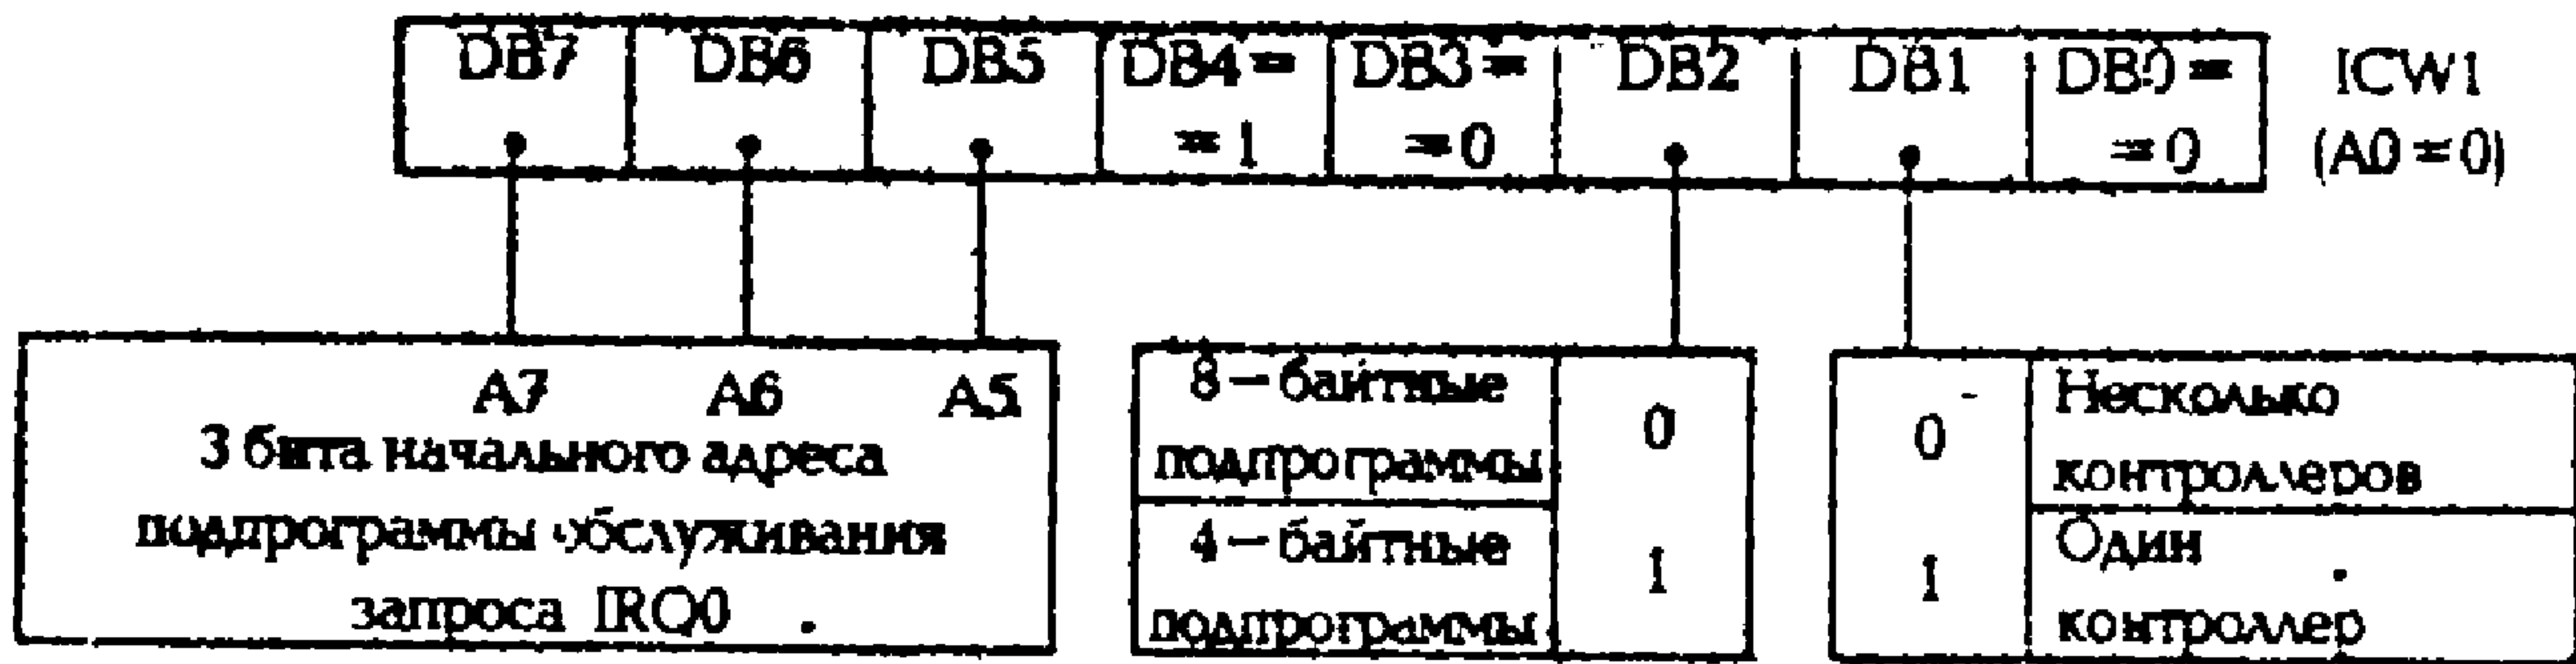 DB7 DB6 DB5 DB4 = DB3 = DB2 DB1 DB0 = ICW1
= 1 = 0 = 0 (A0 = 0)
A7 A6 A5
3 бита начального адреса
подпрограммы обслуживания
запроса IRQ0
8 – байтные
подпрограммы
0
4 – байтные
подпрограммы
1
0
Несколько
контроллеров
1
Один
контроллер